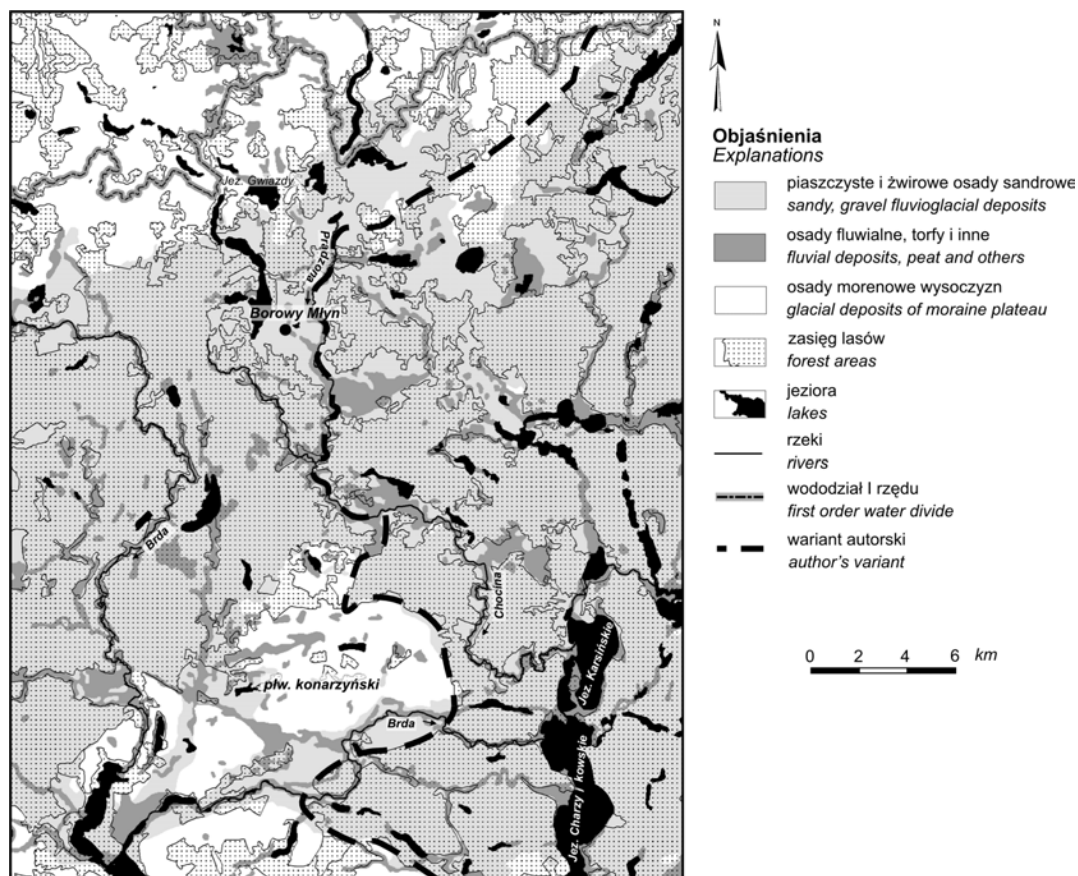 Jez. Gwiazdy
Prądzona
Borowy Młyn
Brda
Chocina
Jez. Karsińskie
płw. konarzyński
Brda
Jez. Charzy kowskie
N
Objaśnienia
Explanations
piaszczyste i żwirowe osady sandrowe
sandy, gravel fluvioglacial deposits
osady fluwialne, torfy i inne
fluvial deposits, peat and others
osady morenowe wysoczyzn
glacial deposits of moraine plateau
zasięg lasów
forest areas
jeziora
lakes
rzeki
rivers
wododział I rzędu
first order water divide
wariant autorski
author's variant
0 2 4 6 km